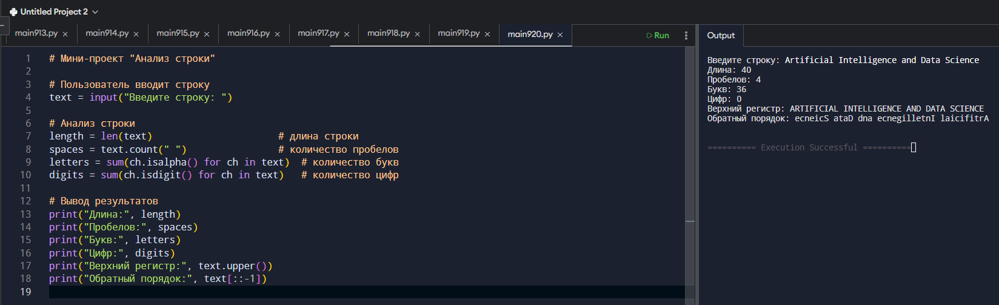 Untitled Project 2
main913.py × main914.py × main915.py × main916.py × main917.py × main918.py × main919.py × main920.py ×
Run
Output
1 # Мини-проект "Анализ строки"
2
3 # Пользователь вводит строку
4 text = input("Введите строку: ")
5
6 # Анализ строки
7 length = len(text) # длина строки
8 spaces = text.count(" ") # количество пробелов
9 letters = sum(ch.isalpha() for ch in text) # количество букв
10 digits = sum(ch.isdigit() for ch in text) # количество цифр
11
12 # Вывод результатов
13 print("Длина:", length)
14 print("Пробелов:", spaces)
15 print("Букв:", letters)
16 print("Цифр:", digits)
17 print("Верхний регистр:", text.upper())
18 print("Обратный порядок:", text[::-1])
19
Введите строку: Artificial Intelligence and Data Science
Длина: 40
Пробелов: 4
Букв: 36
Цифр: 0
Верхний регистр: ARTIFICIAL INTELLIGENCE AND DATA SCIENCE
Обратный порядок: ecneicS ataD dna ecnegilletnI laicifitrA
========== Execution Successful ==========